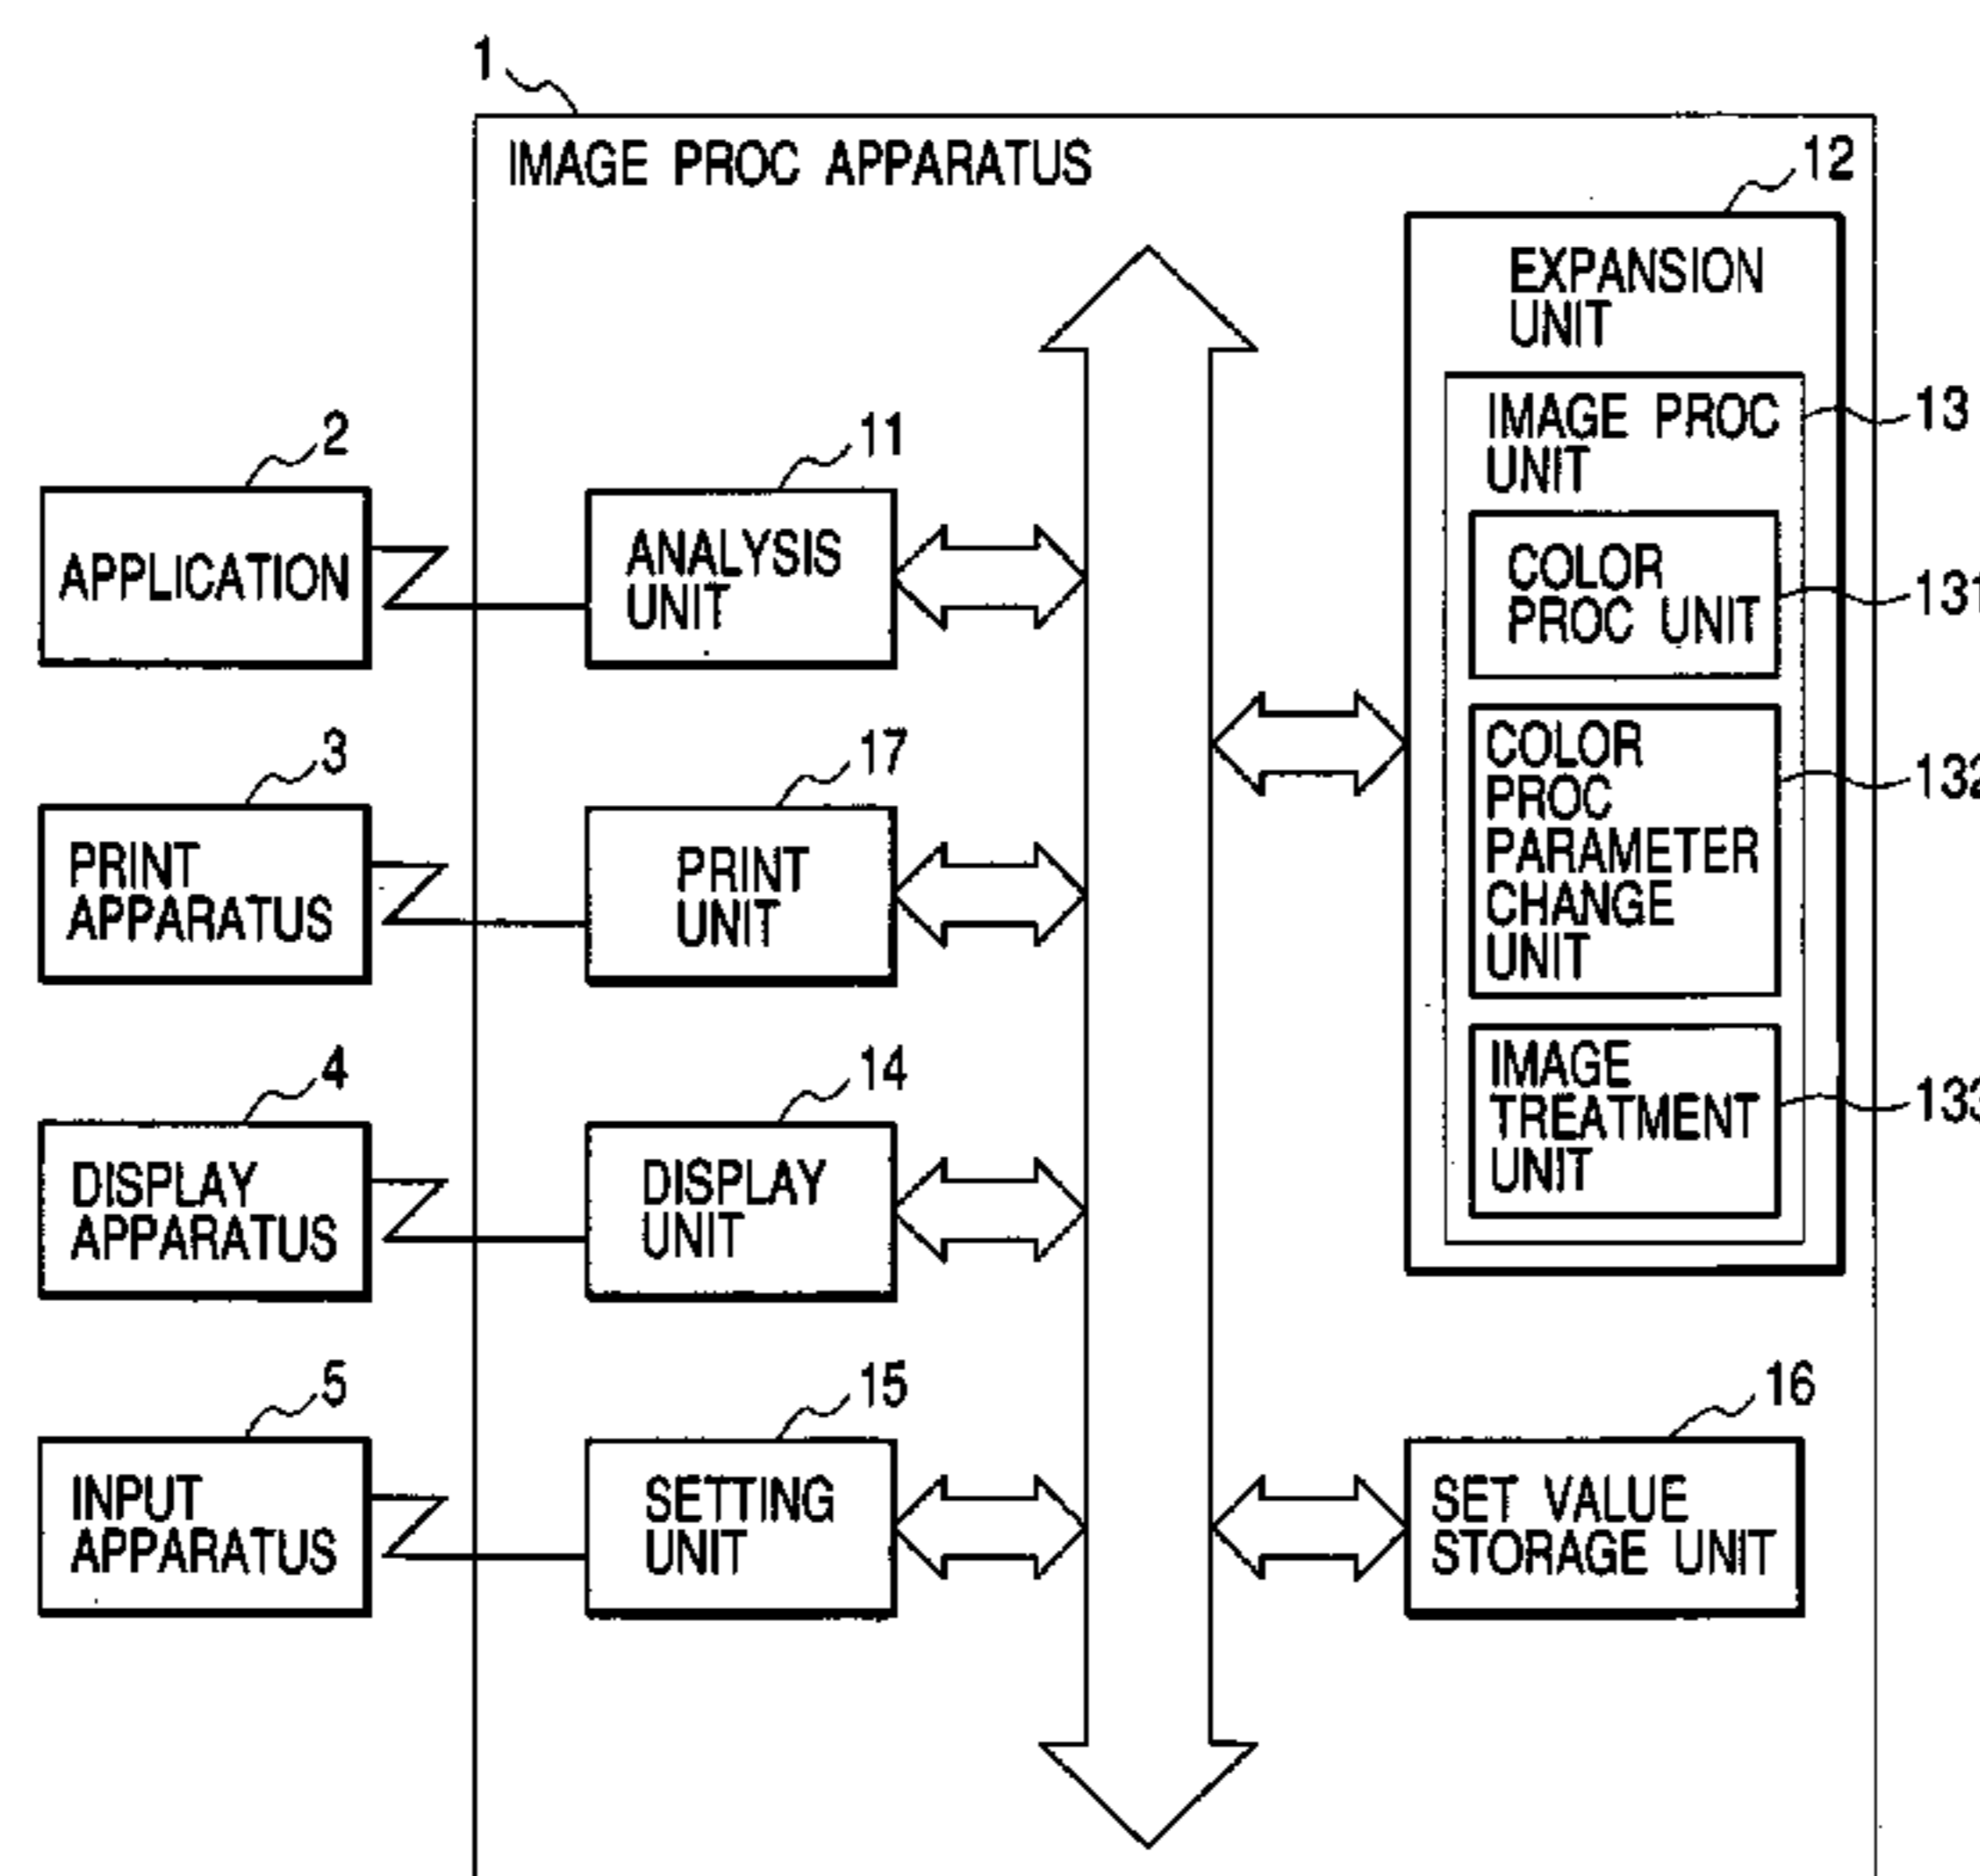 1
IMAGE PROC APPARATUS
12
EXPANSION
UNIT
IMAGE PROC
UNIT
13
COLOR
PROC UNIT
131
COLOR
PROC
PARAMETER
CHANGE
UNIT
132
IMAGE
TREATMENT
UNIT
133
2
APPLICATION
11
ANALYSIS
UNIT
3
PRINT
APPARATUS
17
PRINT
UNIT
4
DISPLAY
APPARATUS
14
DISPLAY
UNIT
5
INPUT
APPARATUS
15
SETTING
UNIT
16
SET VALUE
STORAGE UNIT